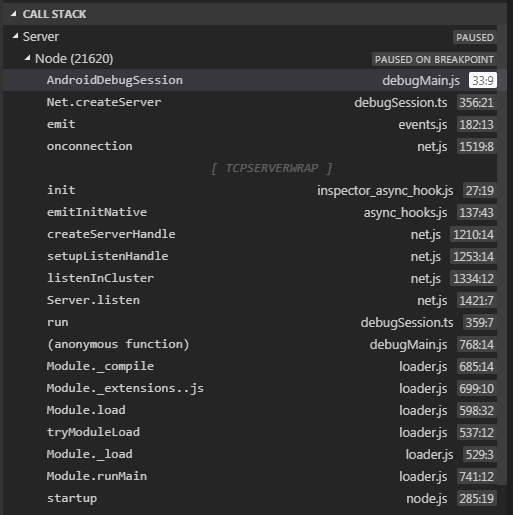 CALL STACK
Server PAUSED
Node (21620) PAUSED ON BREAKPOINT
AndroidDebugSession debugMain.js 33:9
Net.createServer debugSession.ts 356:21
emit events.js 182:13
onconnection net.js 1519:8
[ TCPSERVERWRAP ]
init inspector_async_hook.js 27:19
emitInitNative async_hooks.js 137:43
createServerHandle net.js 1210:14
setupListenHandle net.js 1253:14
listenInCluster net.js 1334:12
Server.listen net.js 1421:7
run debugSession.ts 359:7
(anonymous function) debugMain.js 768:14
Module._compile loader.js 685:14
Module._extensions..js loader.js 699:10
Module.load loader.js 598:32
tryModuleLoad loader.js 537:12
Module._load loader.js 529:3
Module.runMain loader.js 741:12
startup node.js 285:19